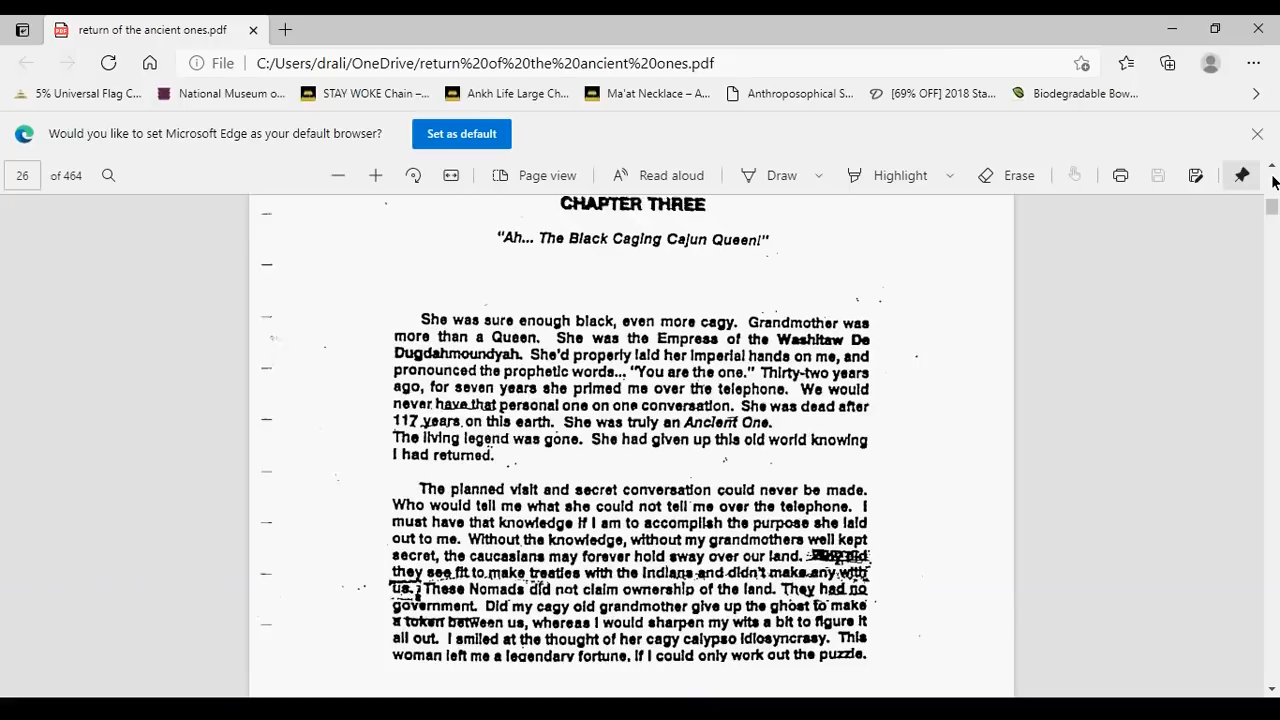 return of the ancient ones.pdf
File C:/Users/drali/OneDrive/return%20of%20the%20ancient%20ones.pdf
5% Universal Flag C... National Museum o... STAY WOKE Chain –... Ankh Life Large Ch... Ma'at Necklace – A... Anthroposophical S... [69% OFF] 2018 Sta... Biodegradable Bow...
Would you like to set Microsoft Edge as your default browser? Set as default
26 of 464 Page view Read aloud Draw Highlight Erase
CHAPTER THREE
"Ah... The Black Caging Cajun Queen!"
She was sure enough black, even more cagy. Grandmother was
more than a Queen. She was the Empress of the Washitaw De
Dugdahmoundyah. She'd properly laid her imperial hands on me, and
pronounced the prophetic words... "You are the one." Thirty-two years
ago, for seven years she primed me over the telephone. We would
never have that personal one on one conversation. She was dead after
117 years on this earth. She was truly an Ancient One.
The living legend was gone. She had given up this old world knowing
I had returned.
The planned visit and secret conversation could never be made.
Who would tell me what she could not tell me over the telephone. I
must have that knowledge if I am to accomplish the purpose she laid
out to me. Without the knowledge, without my grandmothers well kept
secret, the caucasians may forever hold sway over our land. did
they see fit to make treaties with the Indians and didn't make any with
us. These Nomads did not claim ownership of the land. They had no
government. Did my cagy old grandmother give up the ghost to make
a token between us, whereas I would sharpen my wits a bit to figure it
all out. I smiled at the thought of her cagy calypso idiosyncrasy. This
woman left me a legendary fortune, if I could only work out the puzzle.